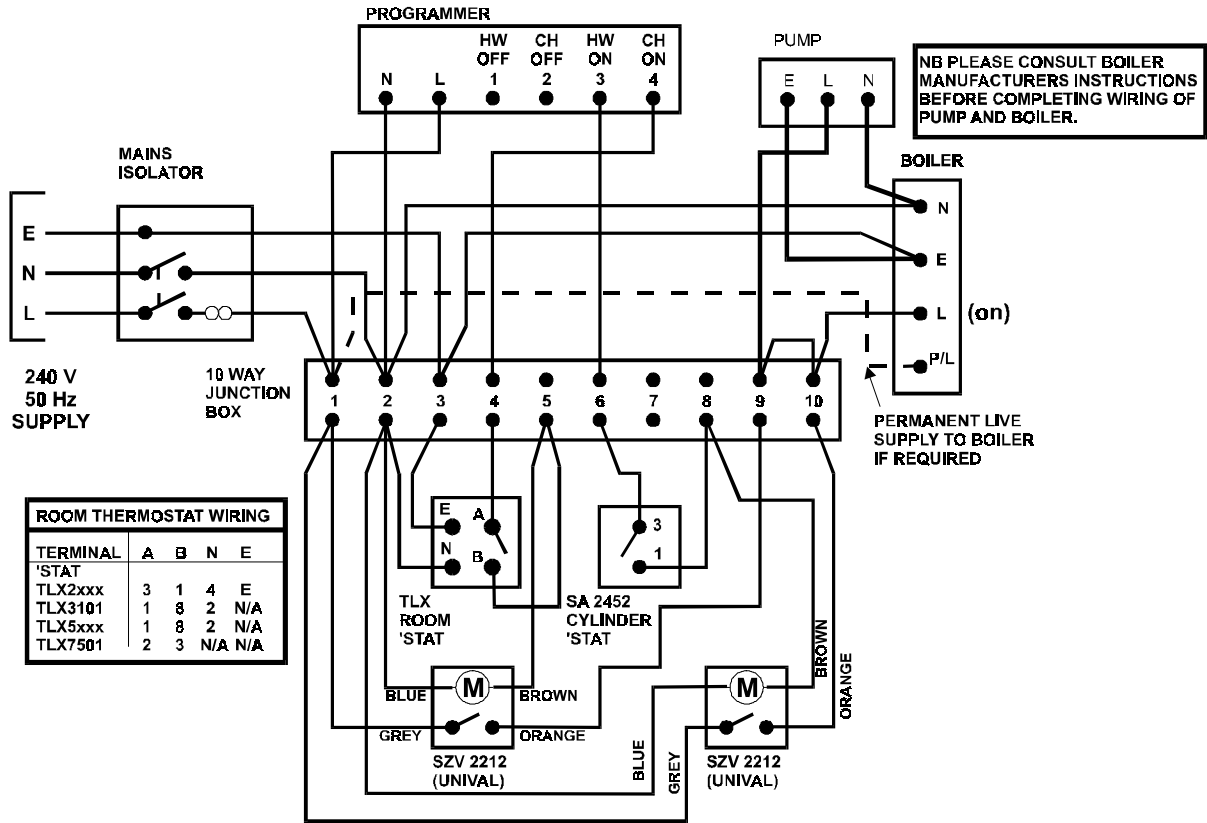 PROGRAMMER
HW CH HW CH
OFF OFF ON ON
N L 1 2 3 4
PUMP
E L N
NB PLEASE CONSULT BOILER
MANUFACTURERS INSTRUCTIONS
BEFORE COMPLETING WIRING OF
PUMP AND BOILER.
MAINS
ISOLATOR
BOILER
N
E
L (on)
P/L
E
N
L
240 V
50 Hz
SUPPLY
10 WAY
JUNCTION
BOX
1 2 3 4 5 6 7 8 9 10
PERMANENT LIVE
SUPPLY TO BOILER
IF REQUIRED
ROOM THERMOSTAT WIRING
TERMINAL A B N E
'STAT
TLX2xxx 3 1 4 E
TLX3101 1 8 2 N/A
TLX5xxx 1 8 2 N/A
TLX7501 2 3 N/A N/A
E A
N B
TLX
ROOM
'STAT
3
1
SA 2452
CYLINDER
'STAT
BLUE M BROWN
GREY ORANGE
SZV 2212
(UNIVAL)
BLUE
GREY
M
BROWN
ORANGE
SZV 2212
(UNIVAL)